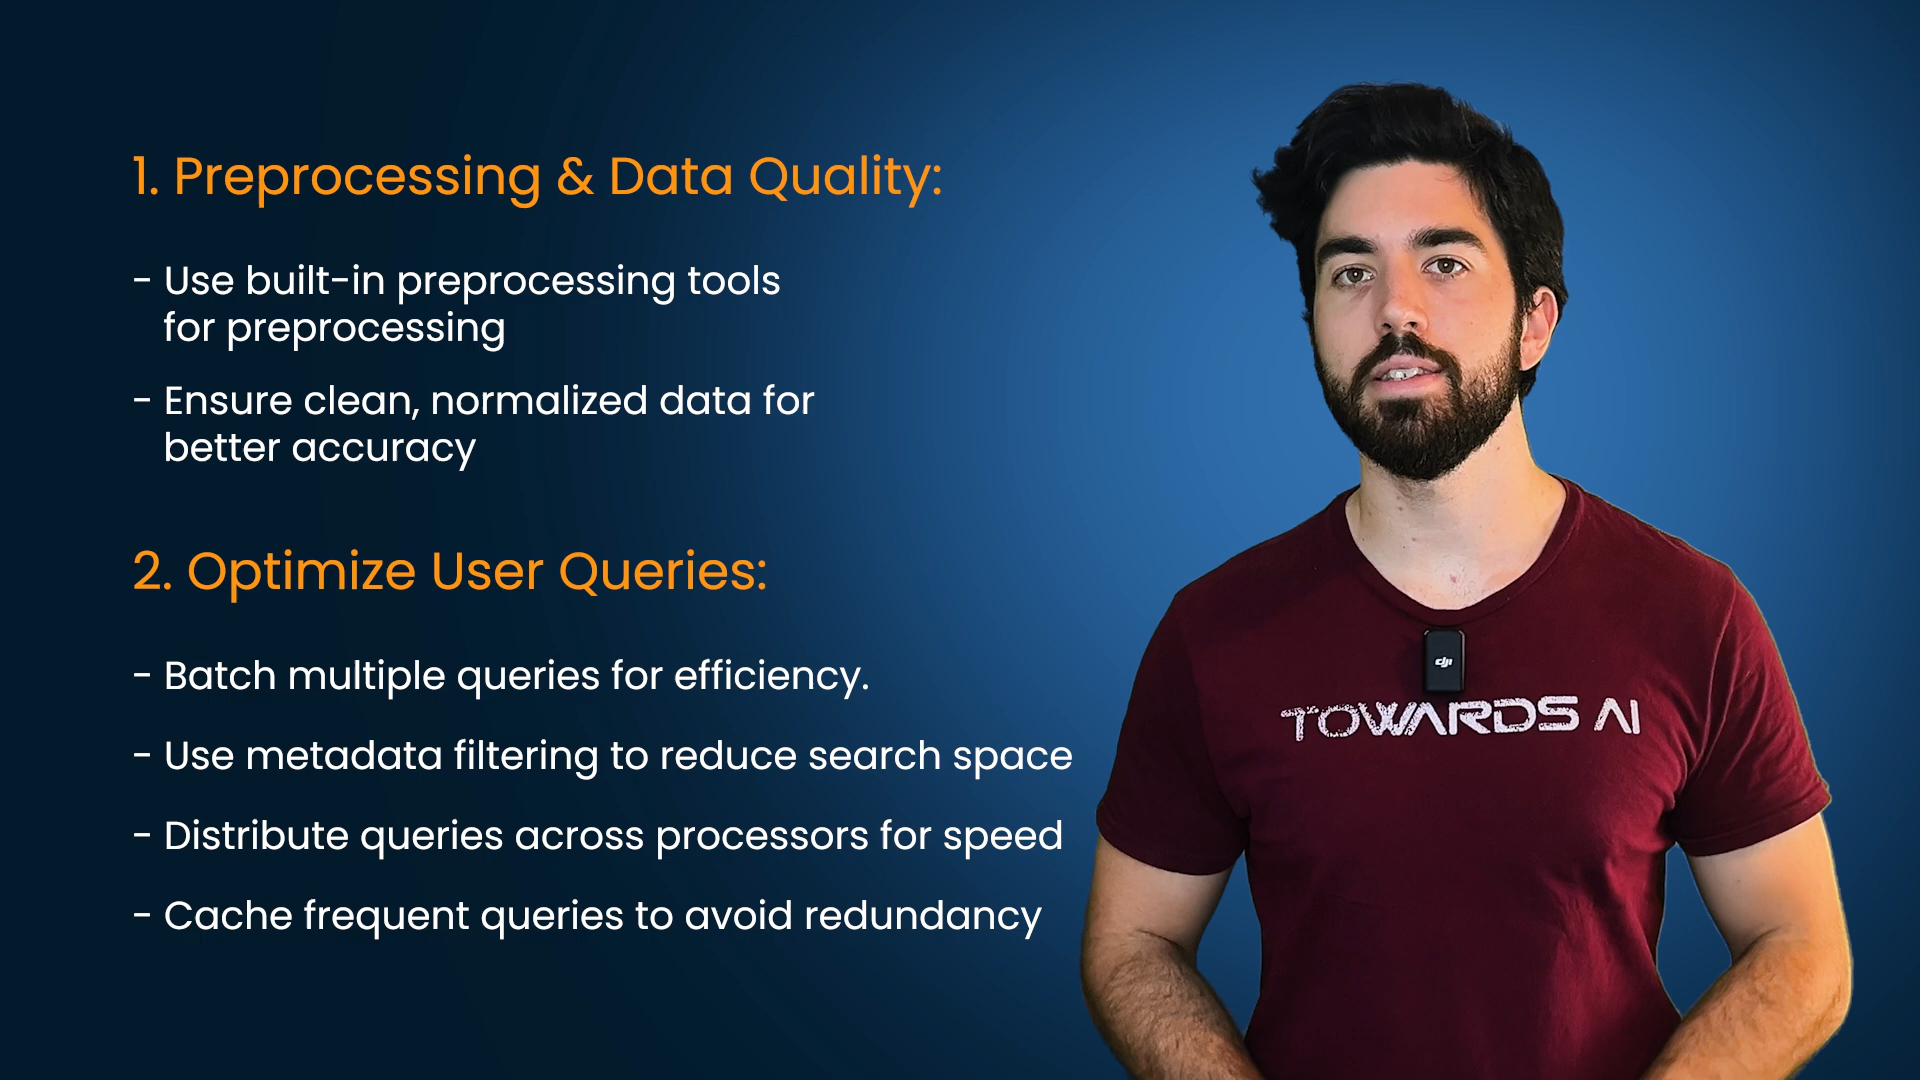 1. Preprocessing & Data Quality:
- Use built-in preprocessing tools
for preprocessing
- Ensure clean, normalized data for
better accuracy
2. Optimize User Queries:
- Batch multiple queries for efficiency.
- Use metadata filtering to reduce search space
- Distribute queries across processors for speed
- Cache frequent queries to avoid redundancy
dji
TOWARDS AI